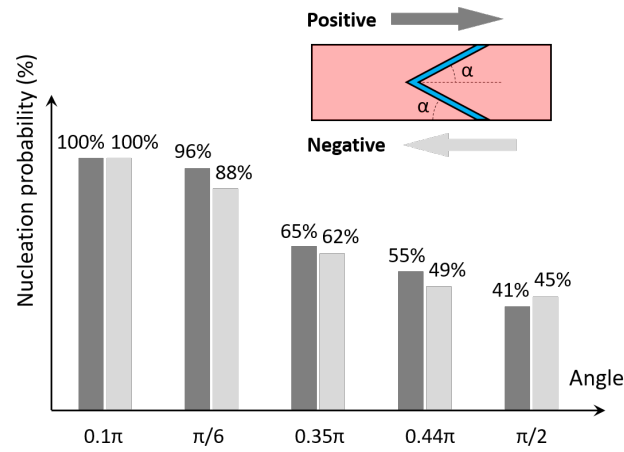 Positive
α
α
Negative
Nucleation probability (%)
100% 100%
96%
88%
65% 62%
55%
49%
41% 45%
Angle
0.1π π/6 0.35π 0.44π π/2